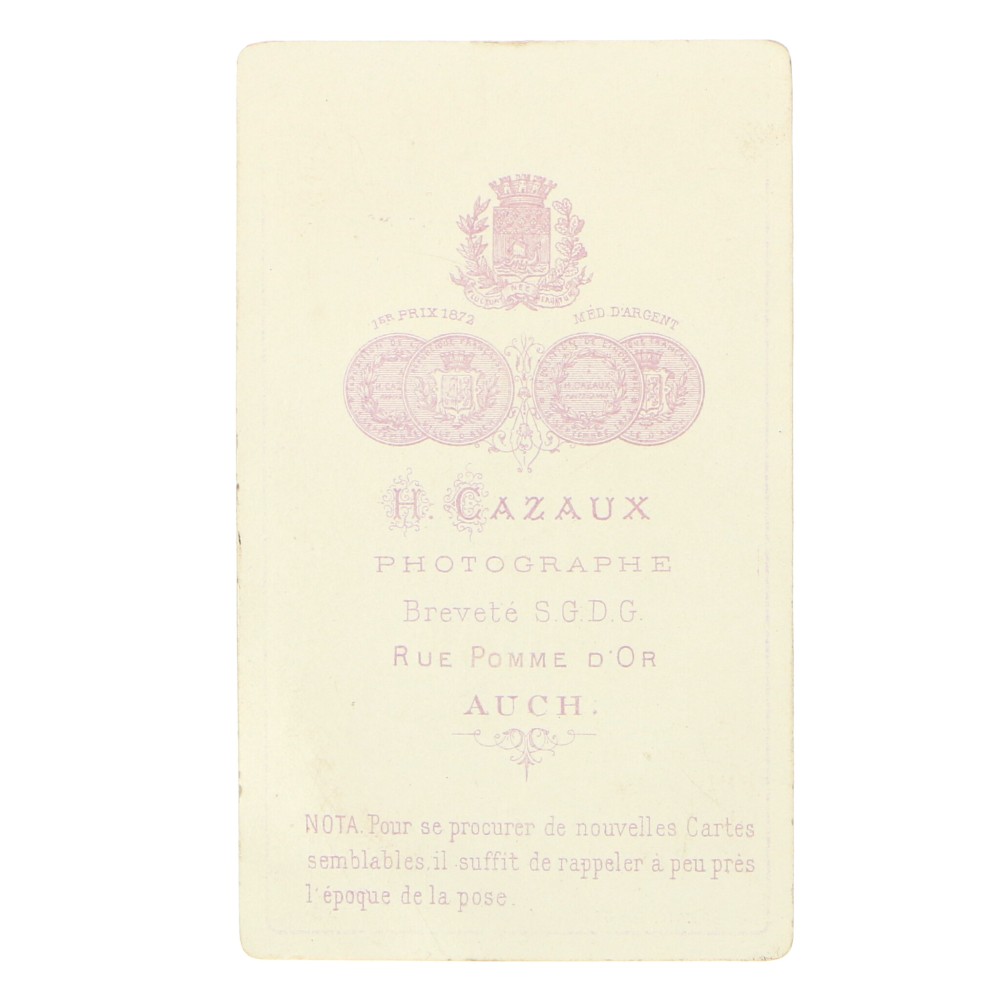 1ER PRIX 1872
MÉD D'ARGENT
H. CAZAUX
H. CAZAUX
PHOTOGRAPHE
Breveté S.G.D.G.
RUE POMME D'OR
AUCH.
NOTA. Pour se procurer de nouvelles Cartes
semblables, il suffit de rappeler à peu près
l'époque de la pose.